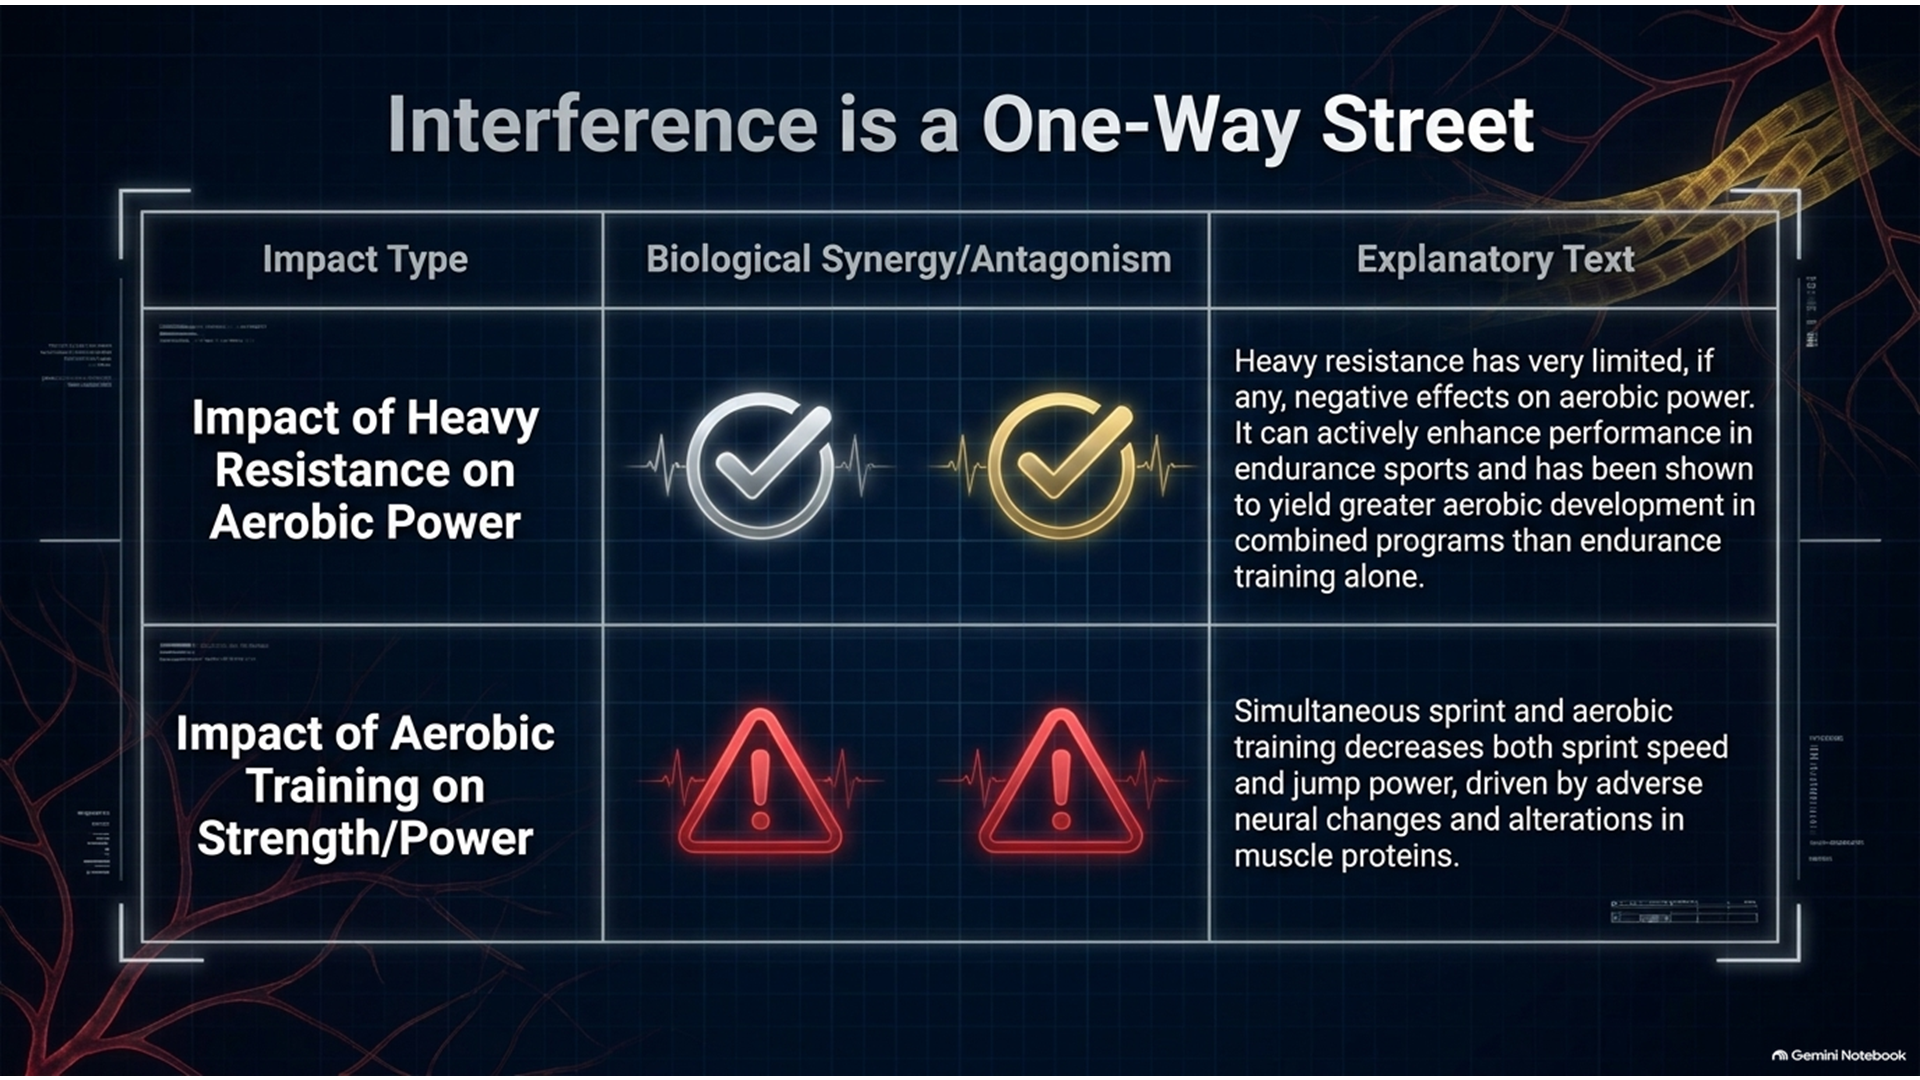 Interference is a One-Way Street
Impact Type
Biological Synergy/Antagonism
Explanatory Text
Impact of Heavy
Resistance on
Aerobic Power
Heavy resistance has very limited, if
any, negative effects on aerobic power.
It can actively enhance performance in
endurance sports and has been shown
to yield greater aerobic development in
combined programs than endurance
training alone.
Impact of Aerobic
Training on
Strength/Power
Simultaneous sprint and aerobic
training decreases both sprint speed
and jump power, driven by adverse
neural changes and alterations in
muscle proteins.
Gemini Notebook